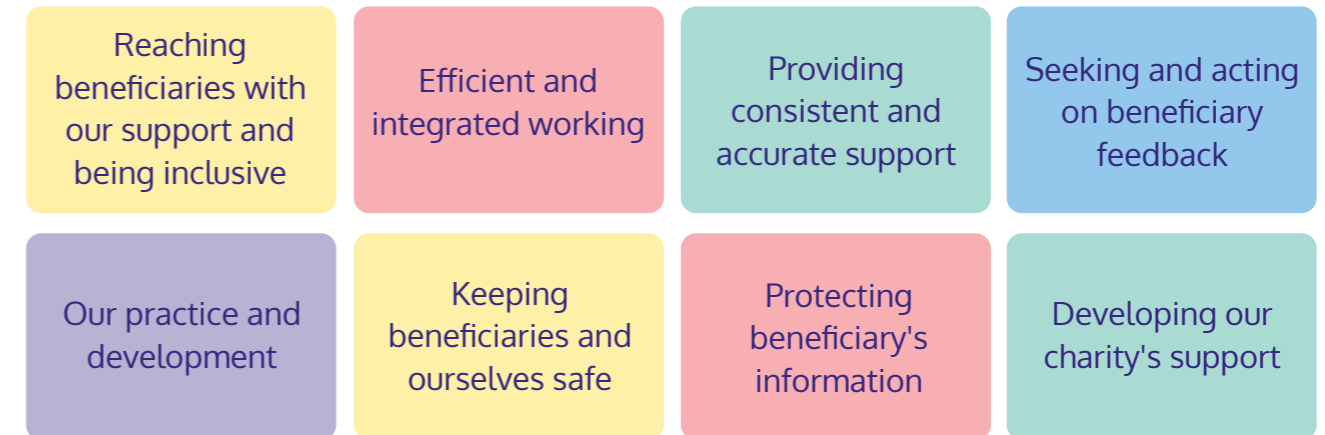 Reaching
beneficiaries with
our support and
being inclusive
Efficient and
integrated working
Providing
consistent and
accurate support
Seeking and acting
on beneficiary
feedback
Our practice and
development
Keeping
beneficiaries and
ourselves safe
Protecting
beneficiary's
information
Developing our
charity's support